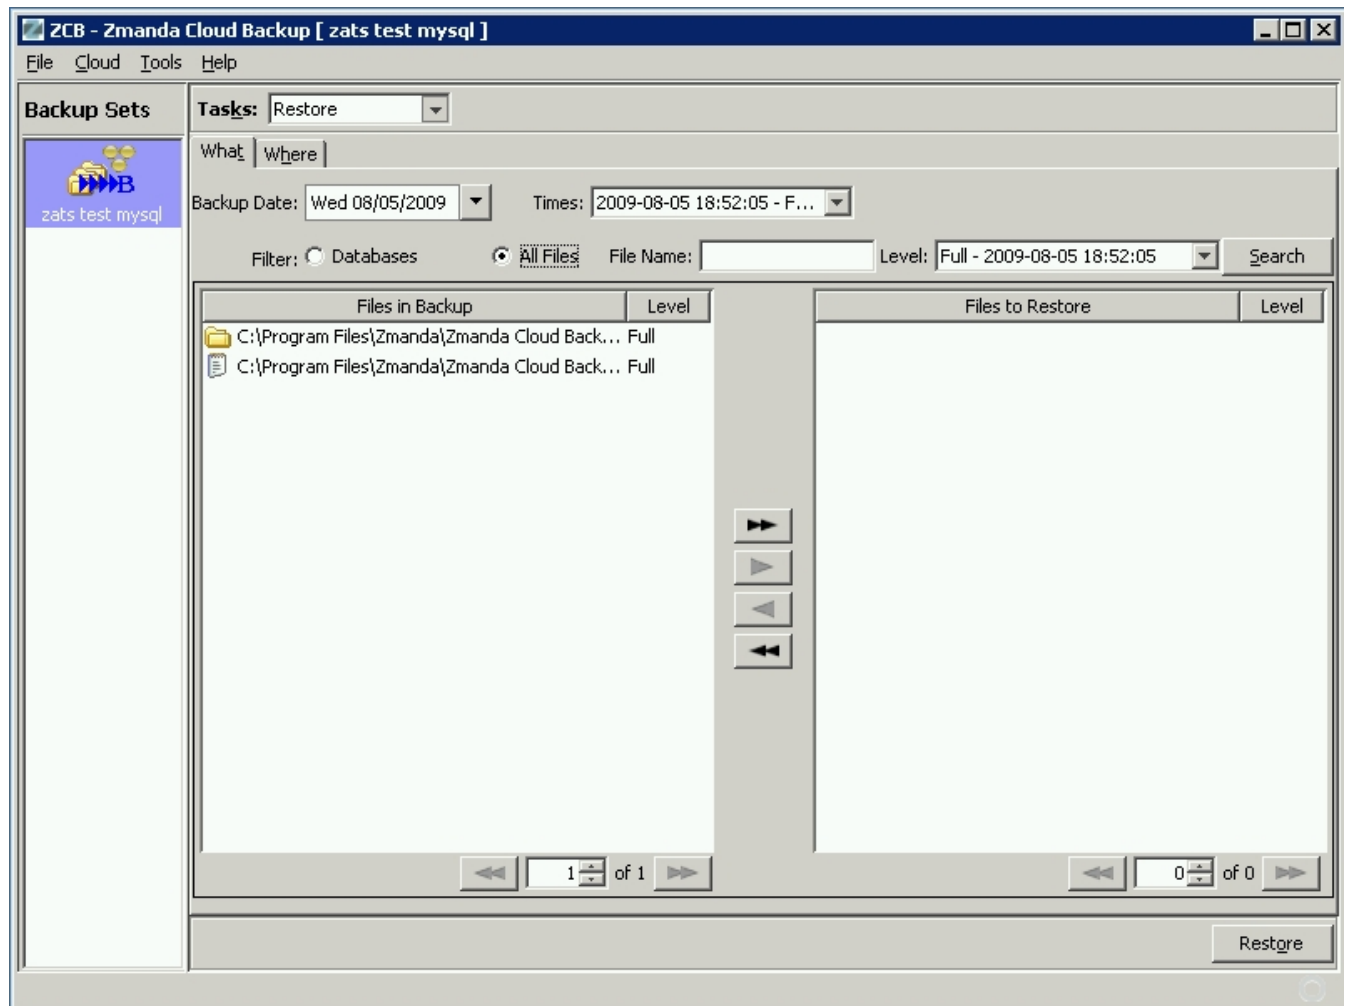 ZCB - Zmanda Cloud Backup [ zats test mysql ]
File Cloud Tools Help
Backup Sets
Tasks: Restore
B
zats test mysql
What Where
Backup Date: Wed 08/05/2009 Times: 2009-08-05 18:52:05 - F...
Filter: Databases All Files File Name: Level: Full - 2009-08-05 18:52:05 Search
Files in Backup Level Files to Restore Level
C:\Program Files\Zmanda\Zmanda Cloud Back... Full
C:\Program Files\Zmanda\Zmanda Cloud Back... Full
1 of 1 0 of 0
Restore